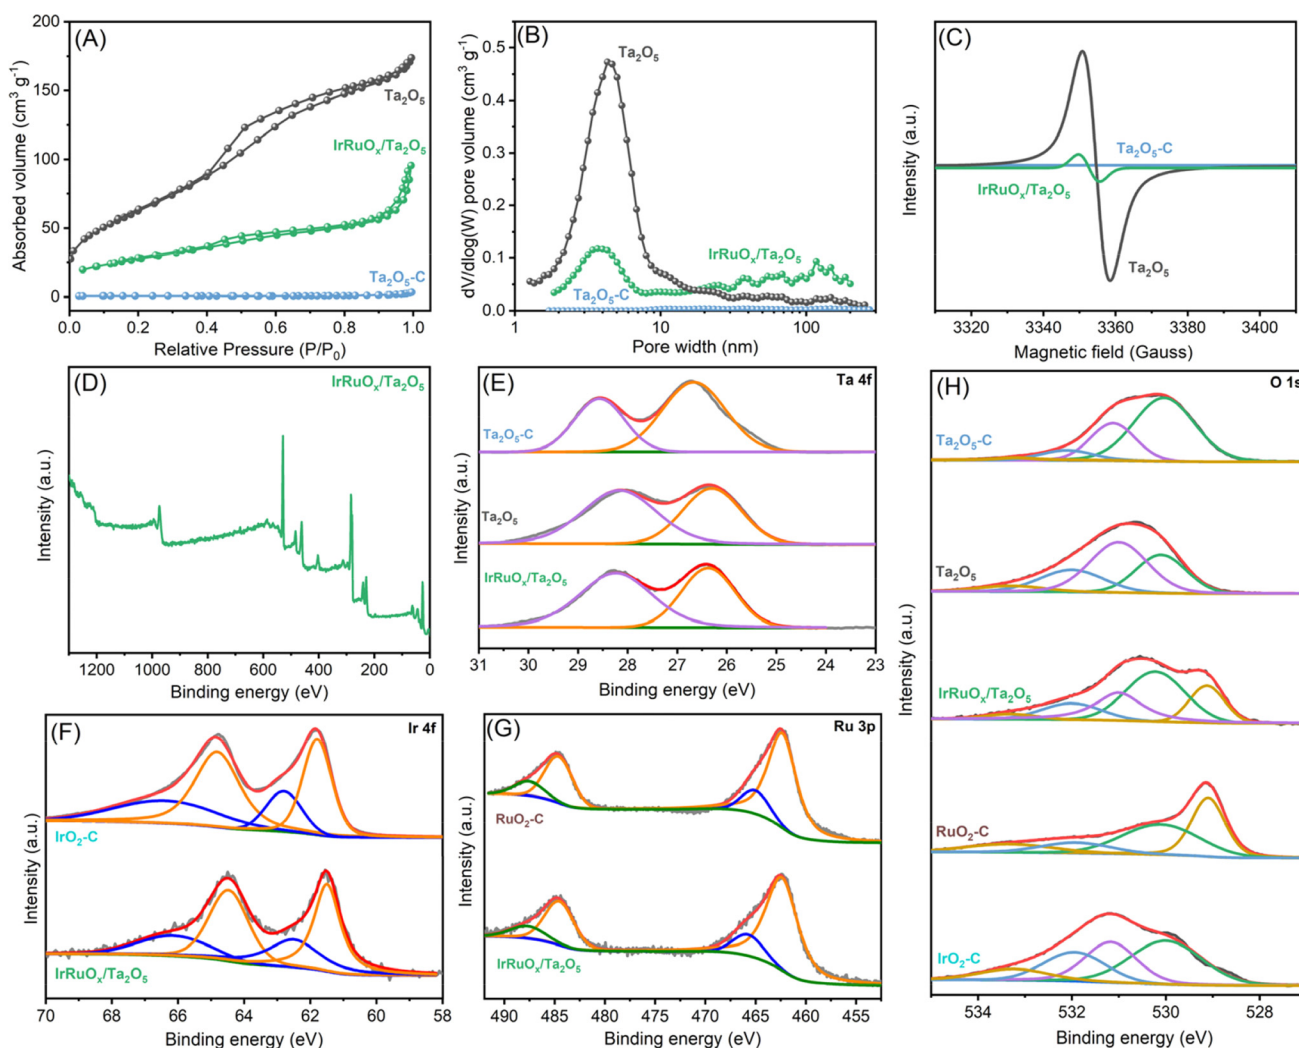 (A)
Absorbed volume (cm³ g⁻¹)
200
150
100
50
0
Ta₂O₅
IrRuOₓ/Ta₂O₅
Ta₂O₅-C
0.0 0.2 0.4 0.6 0.8 1.0
Relative Pressure (P/P₀)
(B)
dV/dlog(W) pore volume (cm³ g⁻¹)
0.5
0.4
0.3
0.2
0.1
0.0
Ta₂O₅
IrRuOₓ/Ta₂O₅
Ta₂O₅-C
1 10 100
Pore width (nm)
(C)
Intensity (a.u.)
Ta₂O₅-C
IrRuOₓ/Ta₂O₅
Ta₂O₅
3320 3340 3360 3380 3400
Magnetic field (Gauss)
(D)
IrRuOₓ/Ta₂O₅
Intensity (a.u.)
1200 1000 800 600 400 200 0
Binding energy (eV)
(E)
Ta 4f
Intensity (a.u.)
Ta₂O₅-C
Ta₂O₅
IrRuOₓ/Ta₂O₅
31 30 29 28 27 26 25 24 23
Binding energy (eV)
(F)
Ir 4f
Intensity (a.u.)
IrO₂-C
IrRuOₓ/Ta₂O₅
70 68 66 64 62 60 58
Binding energy (eV)
(G)
Ru 3p
Intensity (a.u.)
RuO₂-C
IrRuOₓ/Ta₂O₅
490 485 480 475 470 465 460 455
Binding energy (eV)
(H)
O 1s
Intensity (a.u.)
Ta₂O₅-C
Ta₂O₅
IrRuOₓ/Ta₂O₅
RuO₂-C
IrO₂-C
534 532 530 528
Binding energy (eV)